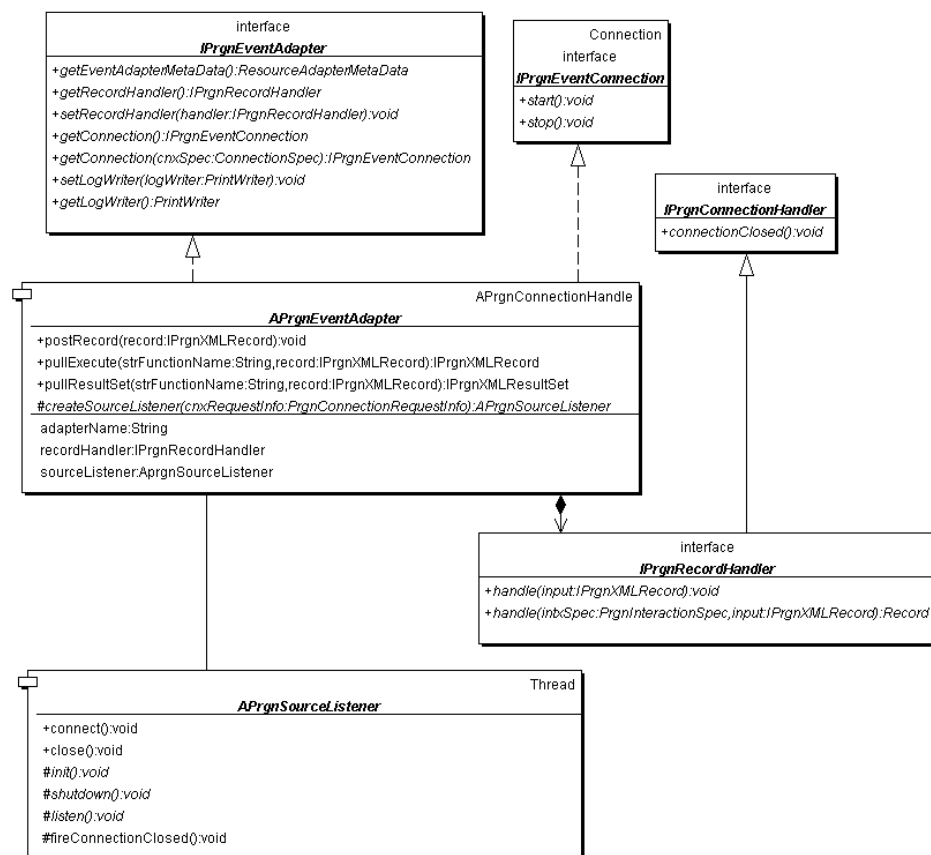 interface
IPrgnEventAdapter
+getEventAdapterMetaData():ResourceAdapterMetaData
+getRecordHandler():IPrgnRecordHandler
+setRecordHandler(handler:IPrgnRecordHandler):void
+getConnection():IPrgnEventConnection
+getConnection(cnxSpec:ConnectionSpec):IPrgnEventConnection
+setLogWriter(logWriter:PrintWriter):void
+getLogWriter():PrintWriter
Connection
interface
IPrgnEventConnection
+start():void
+stop():void
interface
IPrgnConnectionHandler
+connectionClosed():void
APrgnConnectionHandle
APrgnEventAdapter
+postRecord(record:IPrgnXMLRecord):void
+pullExecute(strFunctionName:String,record:IPrgnXMLRecord):IPrgnXMLRecord
+pullResultSet(strFunctionName:String,record:IPrgnXMLRecord):IPrgnXMLResultSet
#createSourceListener(cnxRequestInfo:PrgnConnectionRequestInfo):APrgnSourceListener
adapterName:String
recordHandler:IPrgnRecordHandler
sourceListener:AprgnSourceListener
interface
IPrgnRecordHandler
+handle(input:IPrgnXMLRecord):void
+handle(intxSpec:PrgnInteractionSpec,input:IPrgnXMLRecord):Record
Thread
APrgnSourceListener
+connect():void
+close():void
#init():void
#shutdown():void
#listen():void
#fireConnectionClosed():void